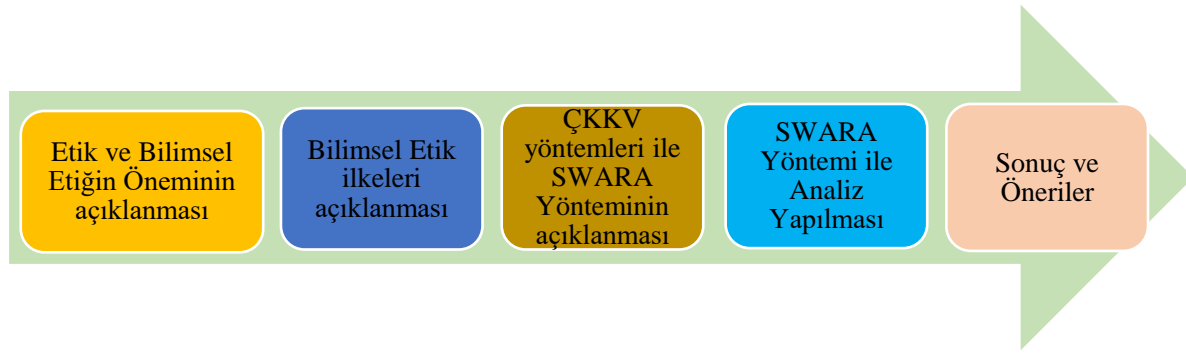 Etik ve Bilimsel
Etiğin Öneminin
açıklanması
Bilimsel Etik
ilkeleri
açıklanması
ÇKKV
yöntemleri ile
SWARA
Yönteminin
açıklanması
SWARA
Yöntemi ile
Analiz
Yapılması
Sonuç ve
Öneriler